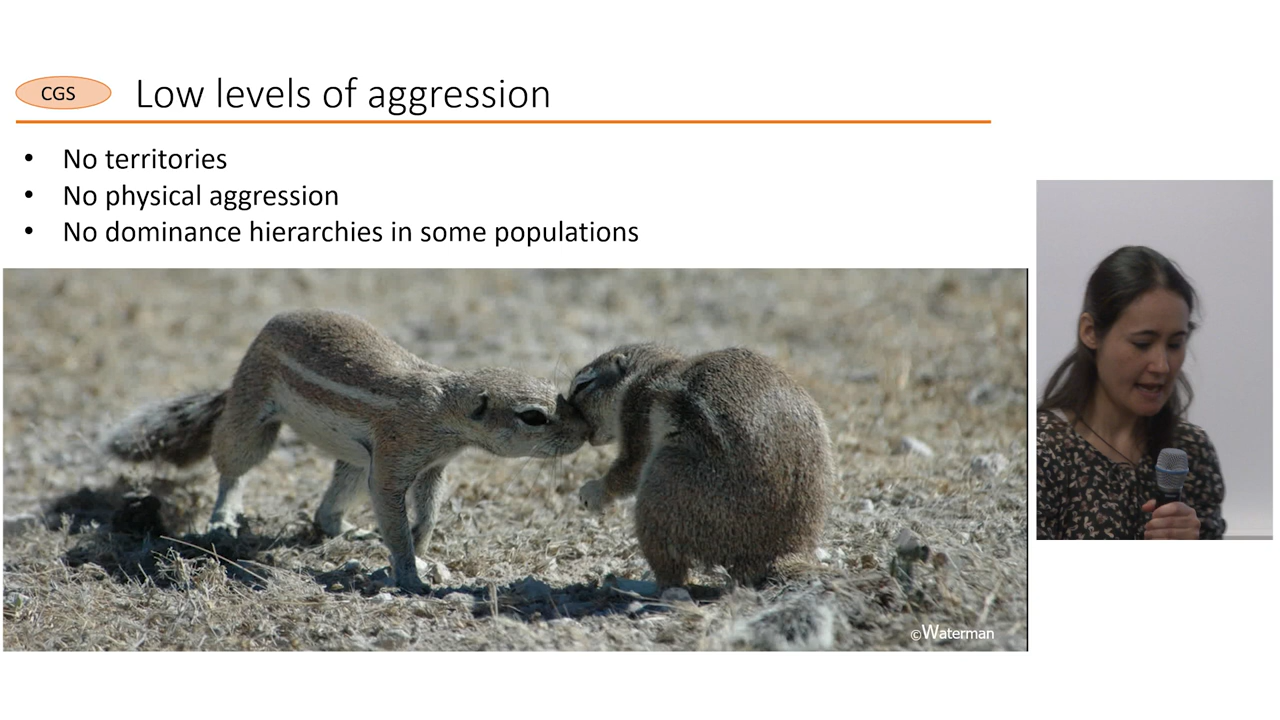 CGS
Low levels of aggression
• No territories
• No physical aggression
• No dominance hierarchies in some populations
©Waterman